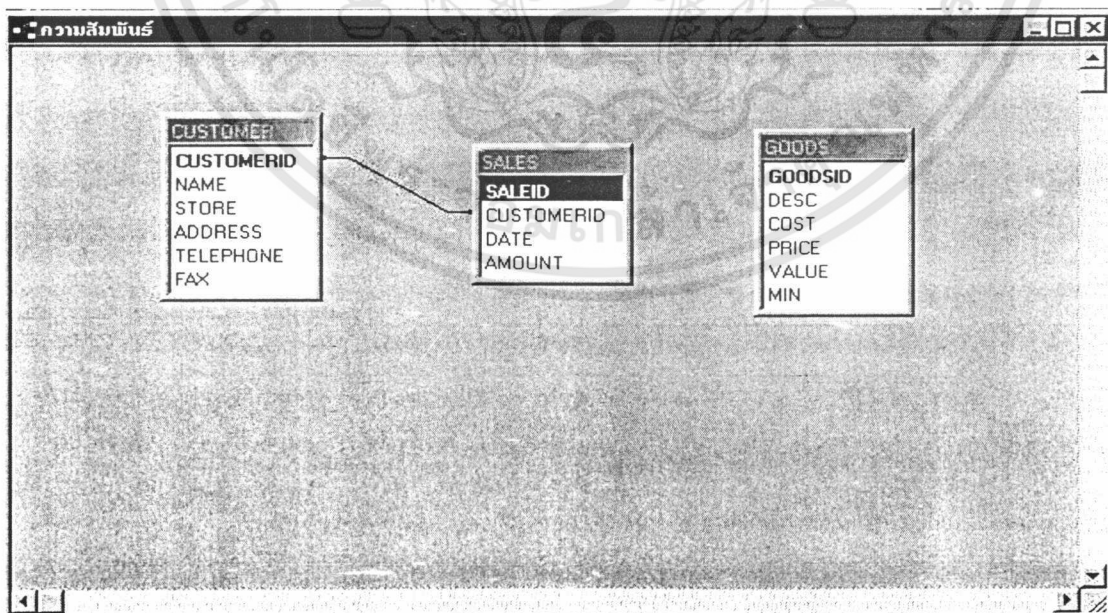 ความสัมพันธ์
CUSTOMER
CUSTOMERID
NAME
STORE
ADDRESS
TELEPHONE
FAX
SALES
SALEID
CUSTOMERID
DATE
AMOUNT
GOODS
GOODSID
DESC
COST
PRICE
VALUE
MIN